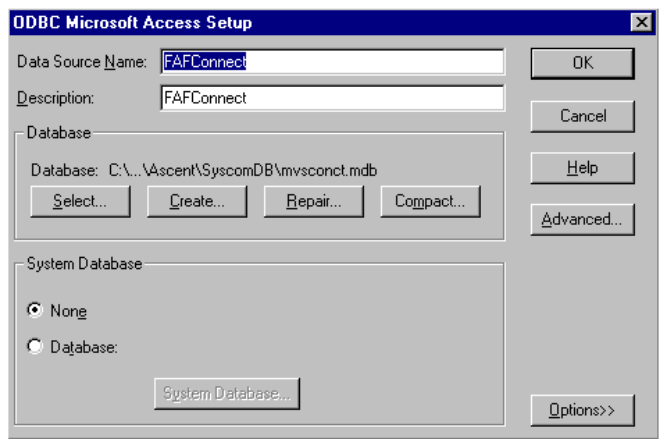 ODBC Microsoft Access Setup
Data Source Name: FAFConnect
OK
Description: FAFConnect
Cancel
Database
Database: C:\...\Ascent\SyscomDB\mvsconct.mdb
Help
Select... Create... Repair... Compact...
Advanced...
System Database
None
Database:
System Database...
Options>>